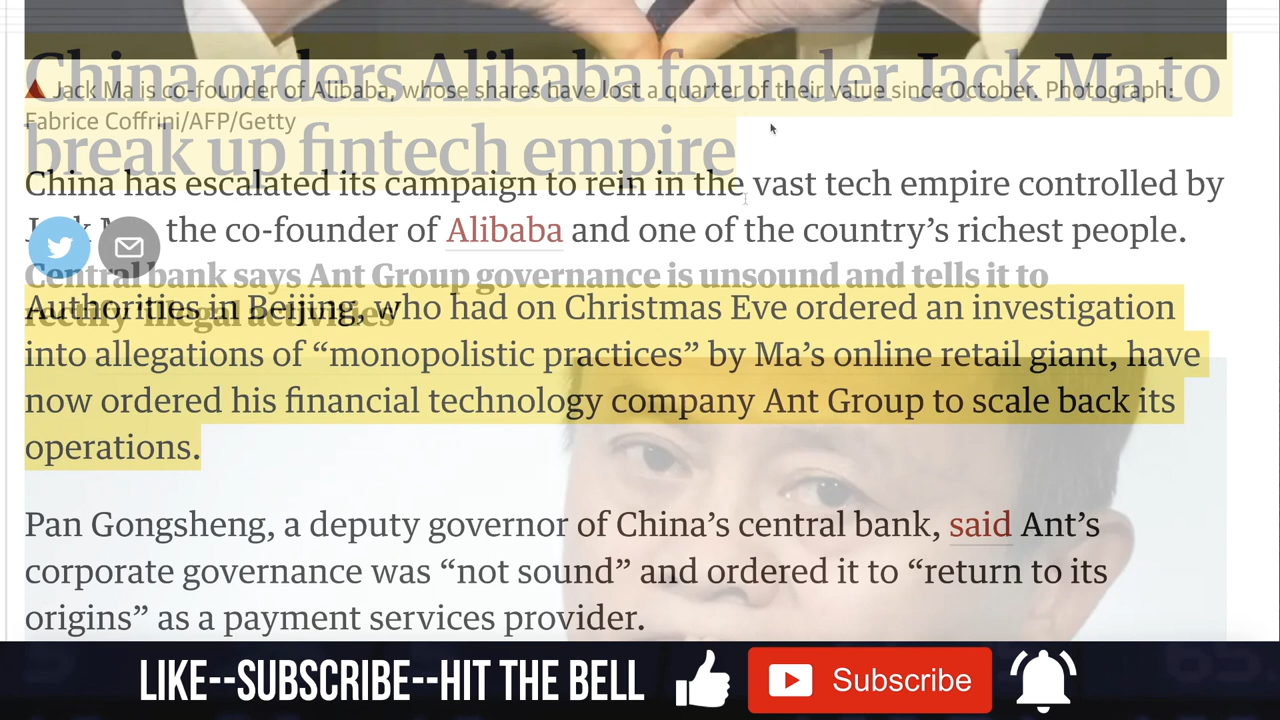 China orders Alibaba founder Jack Ma to
Jack Ma is co-founder of Alibaba, whose shares have lost a quarter of their value since October. Photograph:
Fabrice Coffrini/AFP/Getty
break up fintech empire
China has escalated its campaign to rein in the vast tech empire controlled by
Jack Ma, the co-founder of Alibaba and one of the country’s richest people.
Central bank says Ant Group governance is unsound and tells it to
rectify ‘illegal activities’
Authorities in Beijing, who had on Christmas Eve ordered an investigation
into allegations of “monopolistic practices” by Ma’s online retail giant, have
now ordered his financial technology company Ant Group to scale back its
operations.
Pan Gongsheng, a deputy governor of China’s central bank, said Ant’s
corporate governance was “not sound” and ordered it to “return to its
origins” as a payment services provider.
LIKE--SUBSCRIBE--HIT THE BELL
Subscribe